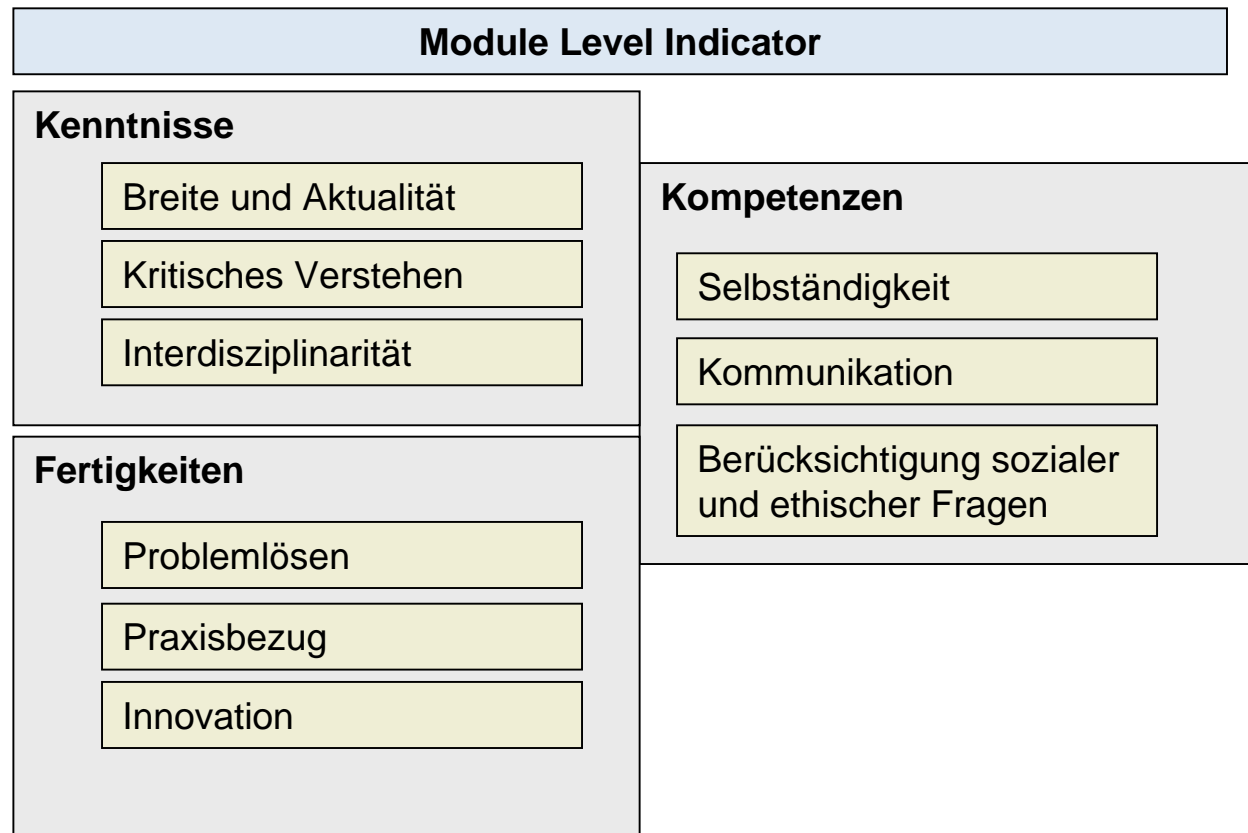 Module Level Indicator
Kenntnisse
Breite und Aktualität
Kritisches Verstehen
Interdisziplinarität
Fertigkeiten
Problemlösen
Praxisbezug
Innovation
Kompetenzen
Selbständigkeit
Kommunikation
Berücksichtigung sozialer
und ethischer Fragen